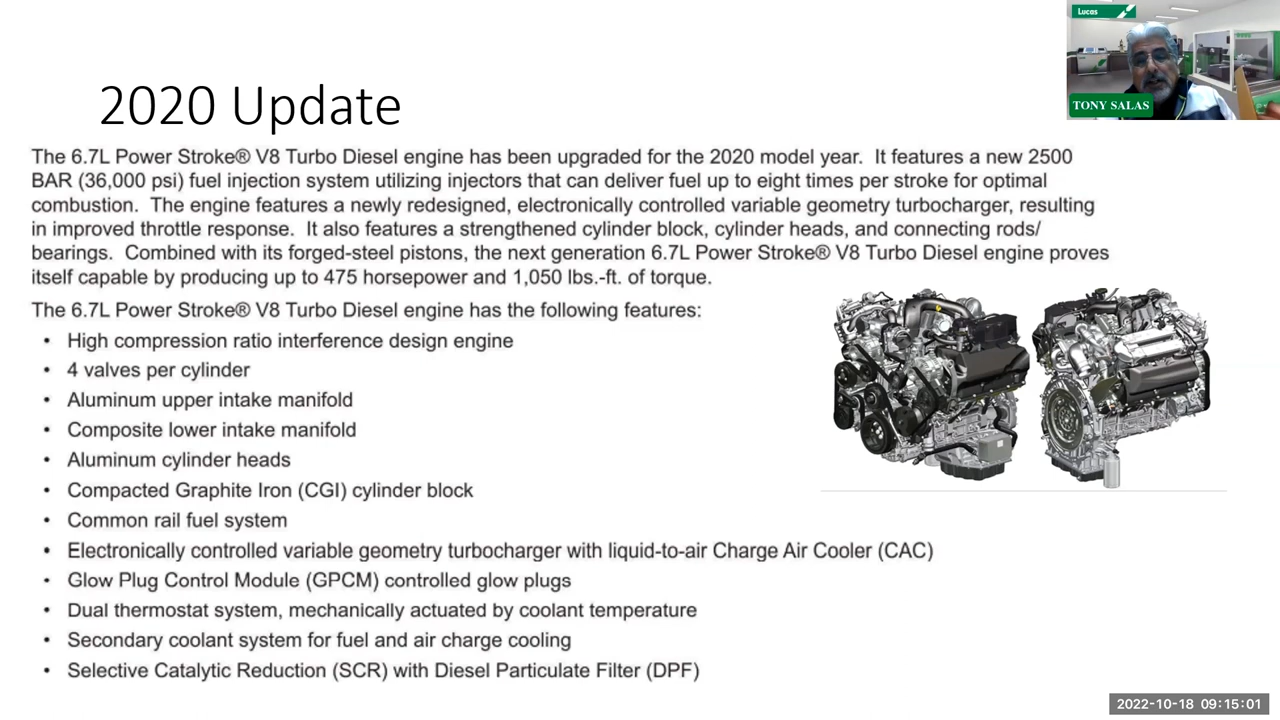 Lucas
TONY SALAS
2020 Update
The 6.7L Power Stroke® V8 Turbo Diesel engine has been upgraded for the 2020 model year.  It features a new 2500
BAR (36,000 psi) fuel injection system utilizing injectors that can deliver fuel up to eight times per stroke for optimal
combustion.  The engine features a newly redesigned, electronically controlled variable geometry turbocharger, resulting
in improved throttle response.  It also features a strengthened cylinder block, cylinder heads, and connecting rods/
bearings.  Combined with its forged-steel pistons, the next generation 6.7L Power Stroke® V8 Turbo Diesel engine proves
itself capable by producing up to 475 horsepower and 1,050 lbs.-ft. of torque.
The 6.7L Power Stroke® V8 Turbo Diesel engine has the following features:
• High compression ratio interference design engine
• 4 valves per cylinder
• Aluminum upper intake manifold
• Composite lower intake manifold
• Aluminum cylinder heads
• Compacted Graphite Iron (CGI) cylinder block
• Common rail fuel system
• Electronically controlled variable geometry turbocharger with liquid-to-air Charge Air Cooler (CAC)
• Glow Plug Control Module (GPCM) controlled glow plugs
• Dual thermostat system, mechanically actuated by coolant temperature
• Secondary coolant system for fuel and air charge cooling
• Selective Catalytic Reduction (SCR) with Diesel Particulate Filter (DPF)
2022-10-18 09:15:01